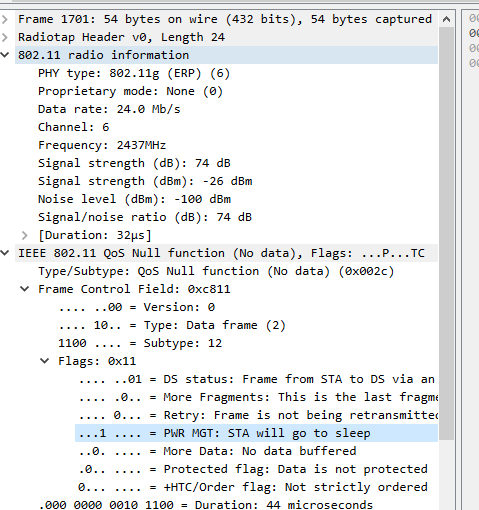 Frame 1701: 54 bytes on wire (432 bits), 54 bytes captured
Radiotap Header v0, Length 24
802.11 radio information
PHY type: 802.11g (ERP) (6)
Proprietary mode: None (0)
Data rate: 24.0 Mb/s
Channel: 6
Frequency: 2437MHz
Signal strength (dB): 74 dB
Signal strength (dBm): -26 dBm
Noise level (dBm): -100 dBm
Signal/noise ratio (dB): 74 dB
[Duration: 32µs]
IEEE 802.11 QoS Null function (No data), Flags: ...P...TC
Type/Subtype: QoS Null function (No data) (0x002c)
Frame Control Field: 0xc811
.... ..00 = Version: 0
.... 10.. = Type: Data frame (2)
1100 .... = Subtype: 12
Flags: 0x11
.... ..01 = DS status: Frame from STA to DS via an
.... .0.. = More Fragments: This is the last fragme
.... 0... = Retry: Frame is not being retransmitted
...1 .... = PWR MGT: STA will go to sleep
..0. .... = More Data: No data buffered
.0.. .... = Protected flag: Data is not protected
0... .... = +HTC/Order flag: Not strictly ordered
.000 0000 0010 1100 = Duration: 44 microseconds